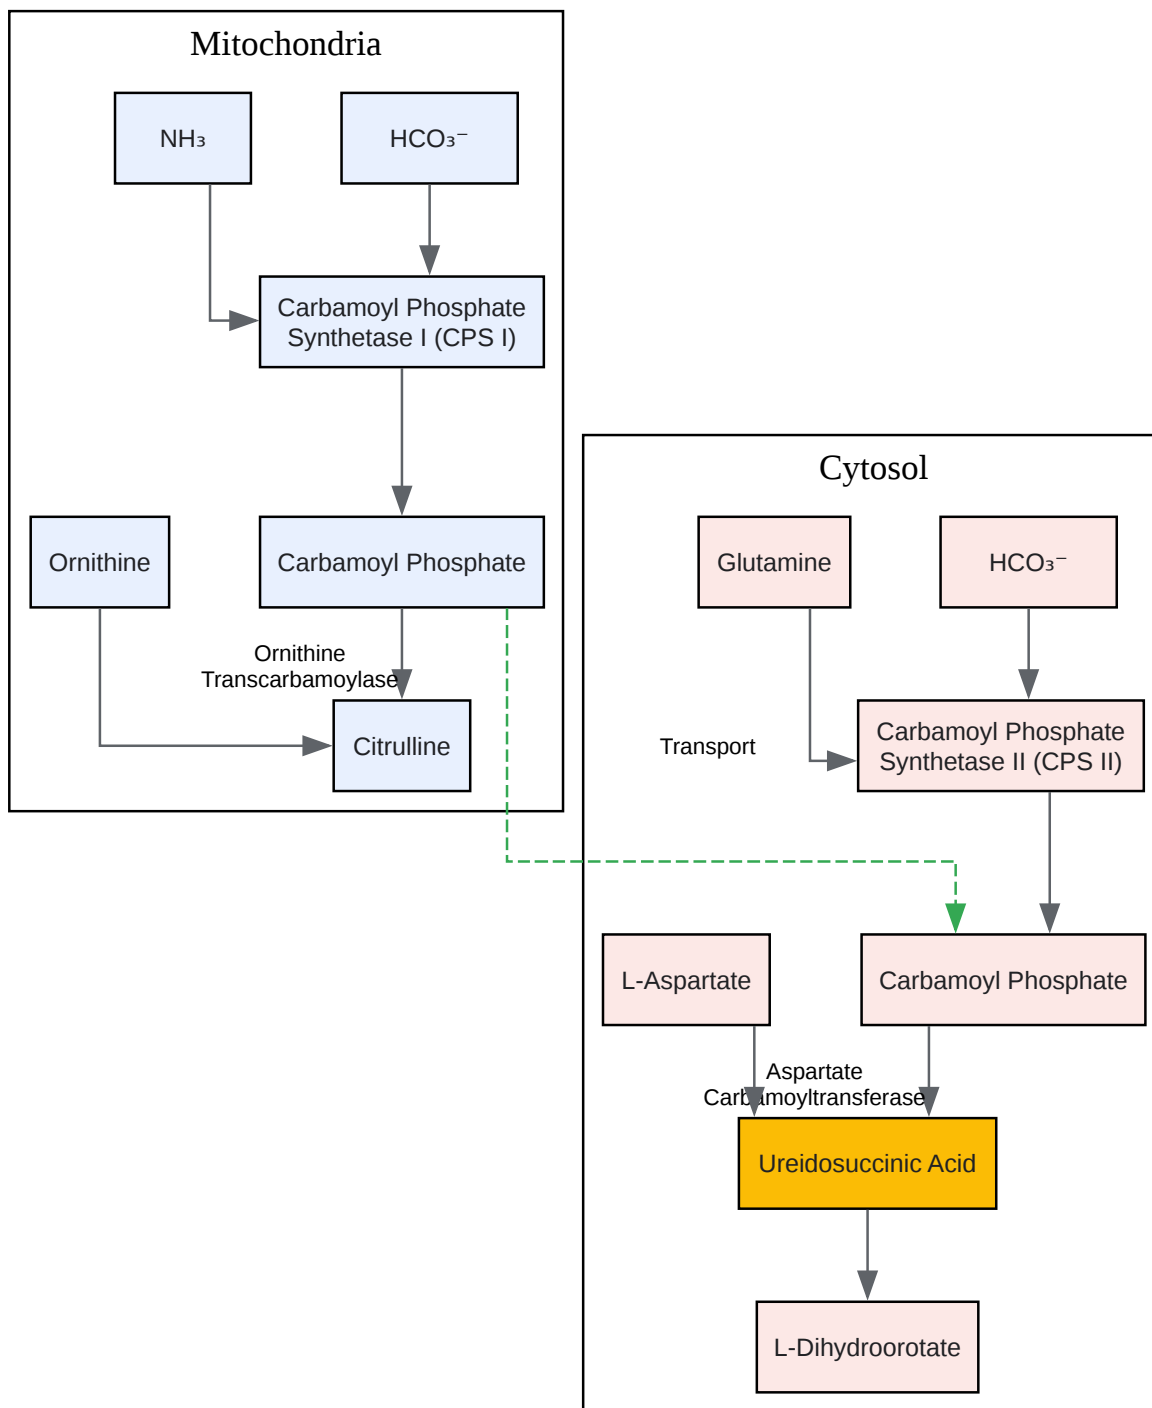 Mitochondria
NH₃
HCO₃⁻
Carbamoyl Phosphate
Synthetase I (CPS I)
Ornithine
Carbamoyl Phosphate
Ornithine
Transcarbamoylase
Citrulline
Cytosol
Glutamine
HCO₃⁻
Transport
Carbamoyl Phosphate
Synthetase II (CPS II)
L-Aspartate
Carbamoyl Phosphate
Aspartate
Carbamoyltransferase
Ureidosuccinic Acid
L-Dihydroorotate